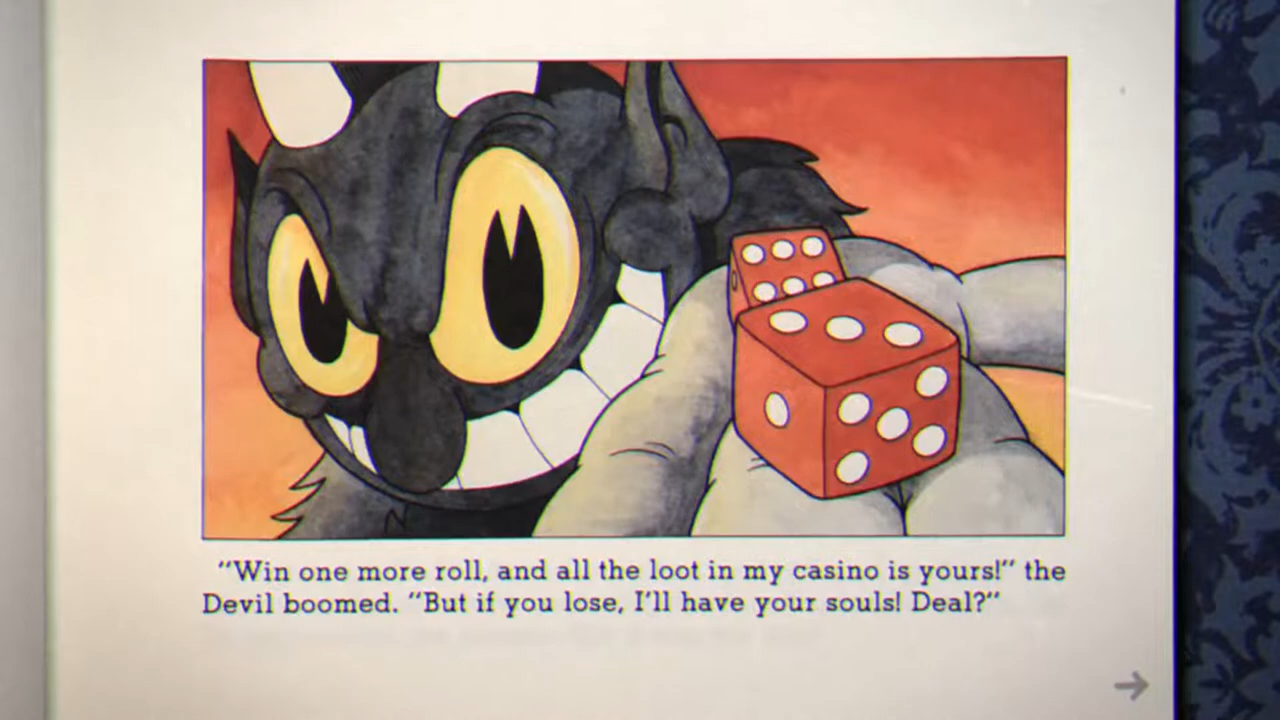 “Win one more roll, and all the loot in my casino is yours!” the
Devil boomed. “But if you lose, I’ll have your souls! Deal?”